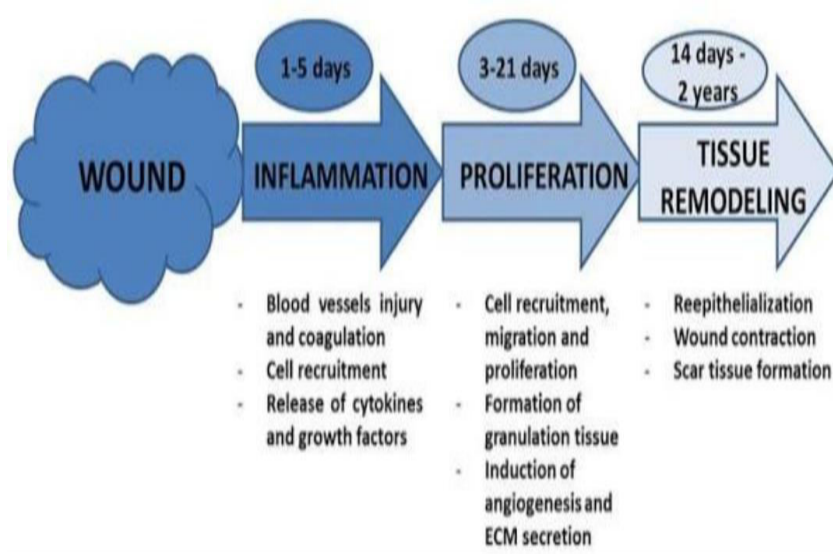 WOUND
1-5 days
INFLAMMATION
- Blood vessels injury
and coagulation
- Cell recruitment
- Release of cytokines
and growth factors
3-21 days
PROLIFERATION
- Cell recruitment,
migration and
proliferation
- Formation of
granulation tissue
- Induction of
angiogenesis and
ECM secretion
14 days -
2 years
TISSUE
REMODELING
- Reepithelialization
- Wound contraction
- Scar tissue formation